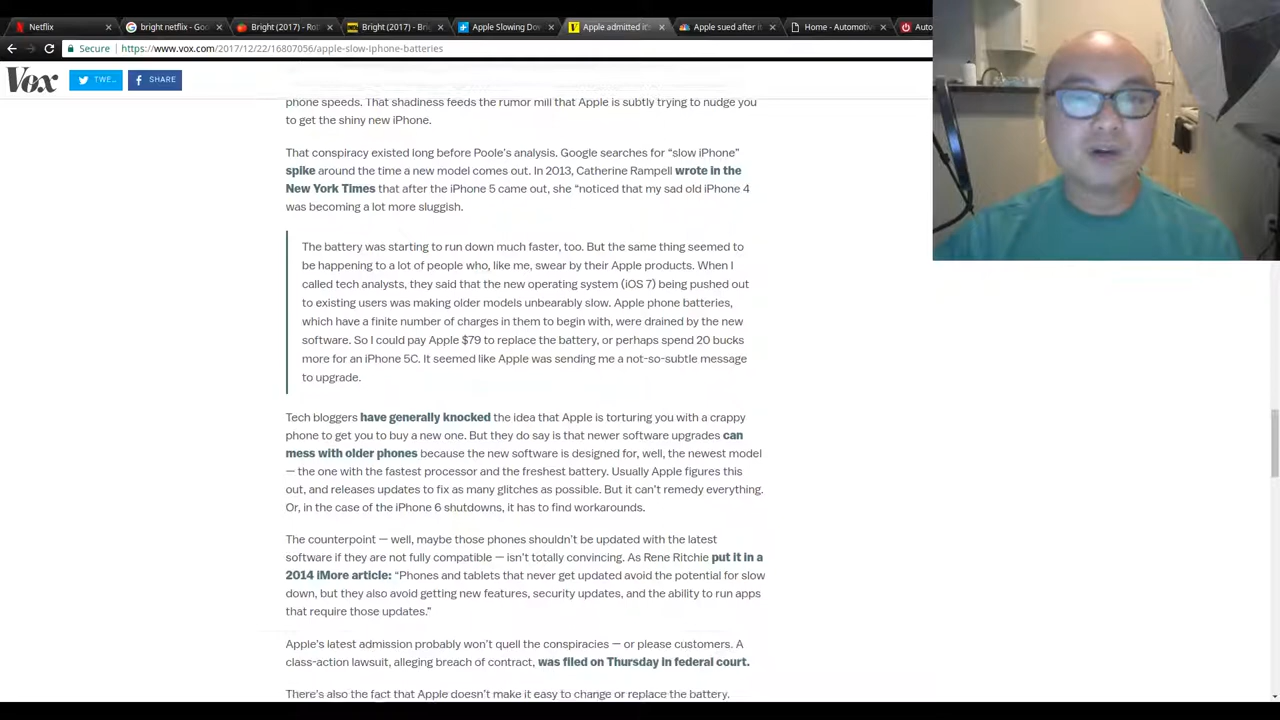 Netflix
bright netflix - Goo
Bright (2017) - Ro
Bright (2017) - Bri
Apple Slowing Dov
Apple admitted it's
Apple sued after it
Home - Automotiv
Auto
Secure
https://www.vox.com/2017/12/22/16807056/apple-slow-iphone-batteries
Vox
TWE...
SHARE
phone speeds. That shadiness feeds the rumor mill that Apple is subtly trying to nudge you
to get the shiny new iPhone.
That conspiracy existed long before Poole's analysis. Google searches for “slow iPhone”
spike around the time a new model comes out. In 2013, Catherine Rampell wrote in the
New York Times that after the iPhone 5 came out, she “noticed that my sad old iPhone 4
was becoming a lot more sluggish.
The battery was starting to run down much faster, too. But the same thing seemed to
be happening to a lot of people who, like me, swear by their Apple products. When I
called tech analysts, they said that the new operating system (iOS 7) being pushed out
to existing users was making older models unbearably slow. Apple phone batteries,
which have a finite number of charges in them to begin with, were drained by the new
software. So I could pay Apple $79 to replace the battery, or perhaps spend 20 bucks
more for an iPhone 5C. It seemed like Apple was sending me a not-so-subtle message
to upgrade.
Tech bloggers have generally knocked the idea that Apple is torturing you with a crappy
phone to get you to buy a new one. But they do say is that newer software upgrades can
mess with older phones because the new software is designed for, well, the newest model
— the one with the fastest processor and the freshest battery. Usually Apple figures this
out, and releases updates to fix as many glitches as possible. But it can't remedy everything.
Or, in the case of the iPhone 6 shutdowns, it has to find workarounds.
The counterpoint — well, maybe those phones shouldn't be updated with the latest
software if they are not fully compatible — isn't totally convincing. As Rene Ritchie put it in a
2014 iMore article: “Phones and tablets that never get updated avoid the potential for slow
down, but they also avoid getting new features, security updates, and the ability to run apps
that require those updates.”
Apple's latest admission probably won't quell the conspiracies — or please customers. A
class-action lawsuit, alleging breach of contract, was filed on Thursday in federal court.
There's also the fact that Apple doesn't make it easy to change or replace the battery.